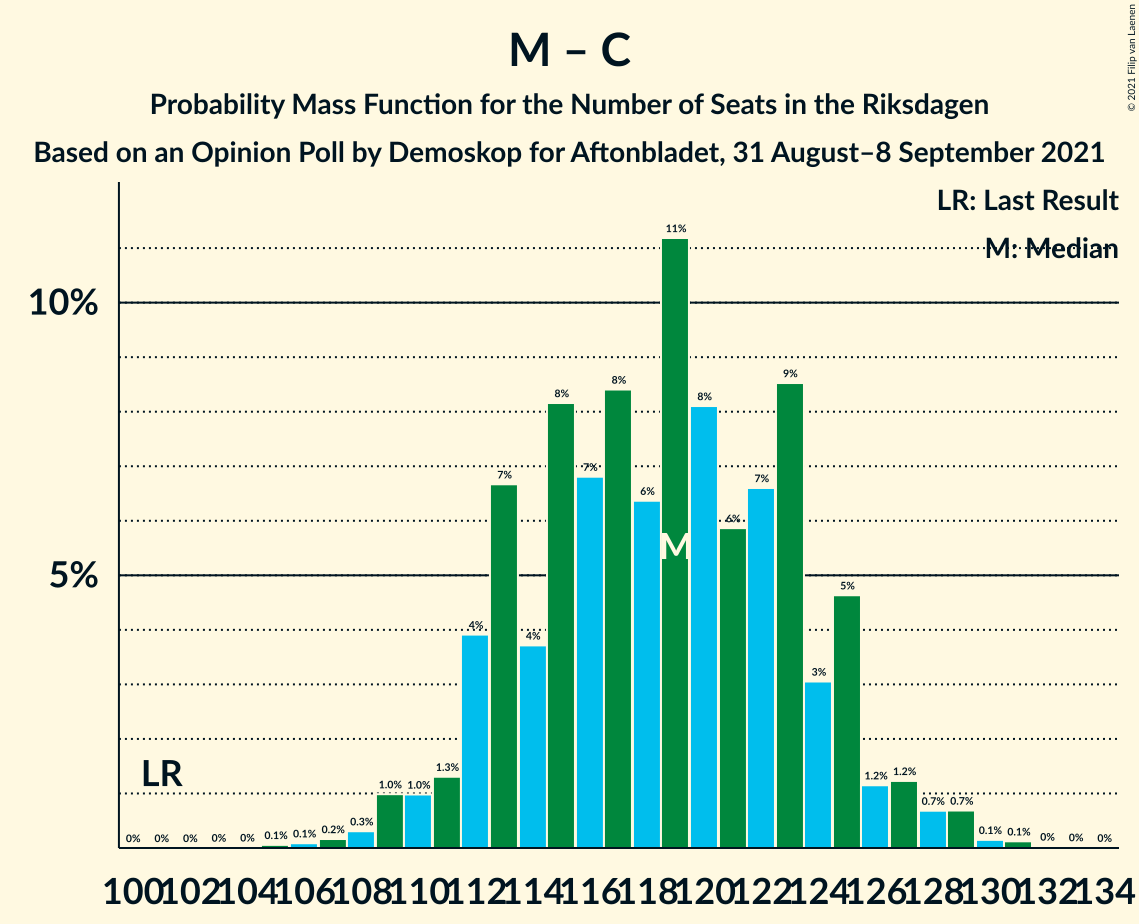 M – C
Probability Mass Function for the Number of Seats in the Riksdagen
Based on an Opinion Poll by Demoskop for Aftonbladet, 31 August–8 September 2021
© 2021 Filip van Laenen
LR: Last Result
M: Median
10%
5%
LR
M
0% 0% 0% 0% 0% 0.1% 0.1% 0.2% 0.3% 1.0% 1.0% 1.3% 4% 7% 4% 8% 7% 8% 6% 11% 8% 6% 7% 9% 3% 5% 1.2% 1.2% 0.7% 0.7% 0.1% 0.1% 0% 0% 0%
100 102 104 106 108 110 112 114 116 118 120 122 124 126 128 130 132 134